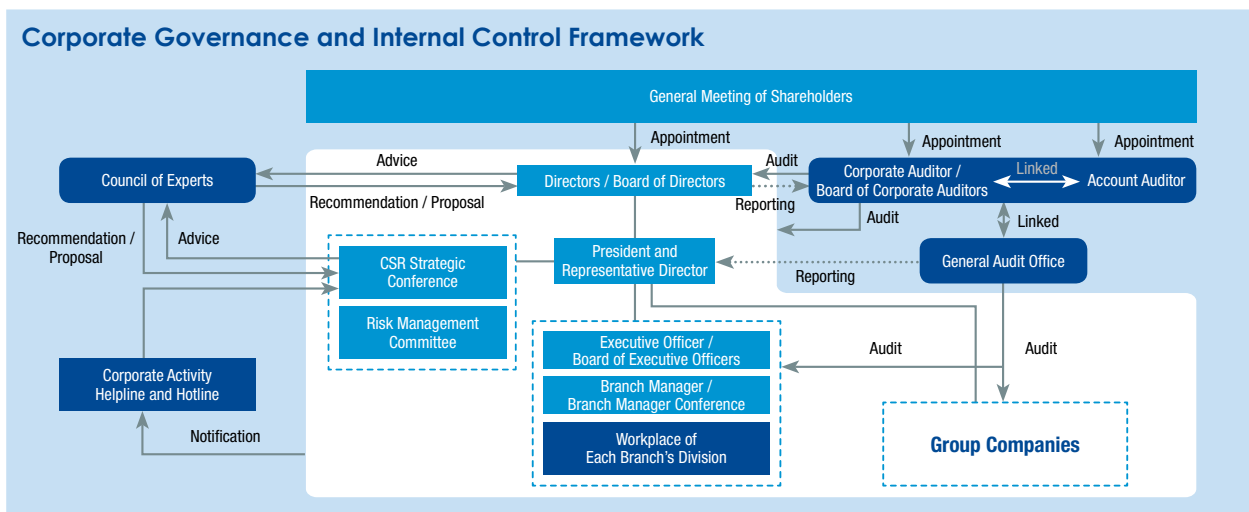 Corporate Governance and Internal Control Framework
General Meeting of Shareholders
Appointment
Appointment
Appointment
Advice
Audit
Council of Experts
Directors / Board of Directors
Corporate Auditor /
Board of Corporate Auditors
Linked
Account Auditor
Recommendation / Proposal
Reporting
Audit
Linked
Recommendation /
Proposal
Advice
CSR Strategic
Conference
President and
Representative Director
General Audit Office
Reporting
Risk Management
Committee
Executive Officer /
Board of Executive Officers
Audit
Audit
Corporate Activity
Helpline and Hotline
Branch Manager /
Branch Manager Conference
Notification
Workplace of
Each Branch's Division
Group Companies